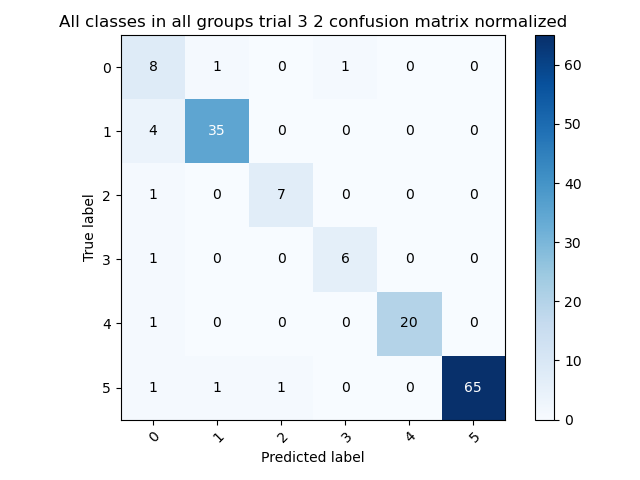 All classes in all groups trial 3 2 confusion matrix normalized
True label
0 8 1 0 1 0 0
1 4 35 0 0 0 0
2 1 0 7 0 0 0
3 1 0 0 6 0 0
4 1 0 0 0 20 0
5 1 1 1 0 0 65
0 1 2 3 4 5
Predicted label
60
50
40
30
20
10
0